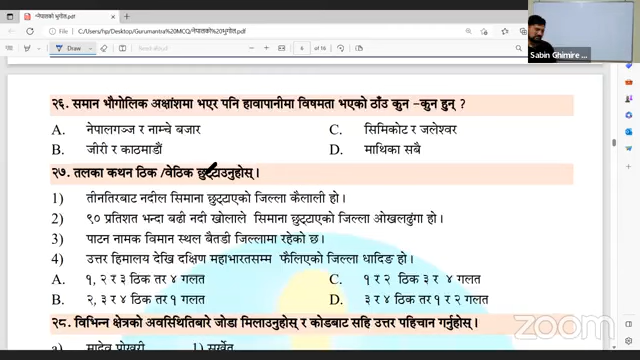 नेपालको भूगोल.pdf
File | C:/Users/hp/Desktop/Gurumantra%20MCQ/नेपालको%20भूगोल.pdf
Draw
6 of 16
Sabin Ghimire ...
२६. समान भौगोलिक अक्षांशमा भएर पनि हावापानीमा विषमता भएको ठाँउ कुन -कुन हुन् ?
A. नेपालगञ्ज र नाम्चे बजार
C. सिमिकोट र जलेश्वर
B. जीरी र काठमाडौं
D. माथिका सबै
२७. तलका कथन ठिक /वेठिक छुट्टाउनुहोस् ।
1) तीनतिरबाट नदील सिमाना छुट्टाएको जिल्ला कैलाली हो ।
2) ९० प्रतिशत भन्दा बढी नदी खोलाले सिमाना छुट्टाएको जिल्ला ओखलढुंगा हो ।
3) पाटन नामक विमान स्थल बैतडी जिल्लामा रहेको छ ।
4) उत्तर हिमालय देखि दक्षिण महाभारतसम्म फैलिएको जिल्ला धादिङ हो ।
A. १, २ र ३ ठिक तर ४ गलत
C. १ र २ ठिक ३ र ४ गलत
B. २, ३ र ४ ठिक तर १ गलत
D. ३ र ४ ठिक तर १ र २ गलत
२८. विभिन्न क्षेत्रको अवस्थितिबारे जोडा मिलाउनुहोस् र कोडबाट सहि उत्तर पहिचान गर्नुहोस् ।
a) मादेव पोखरी 1) सुर्खेत
zoom